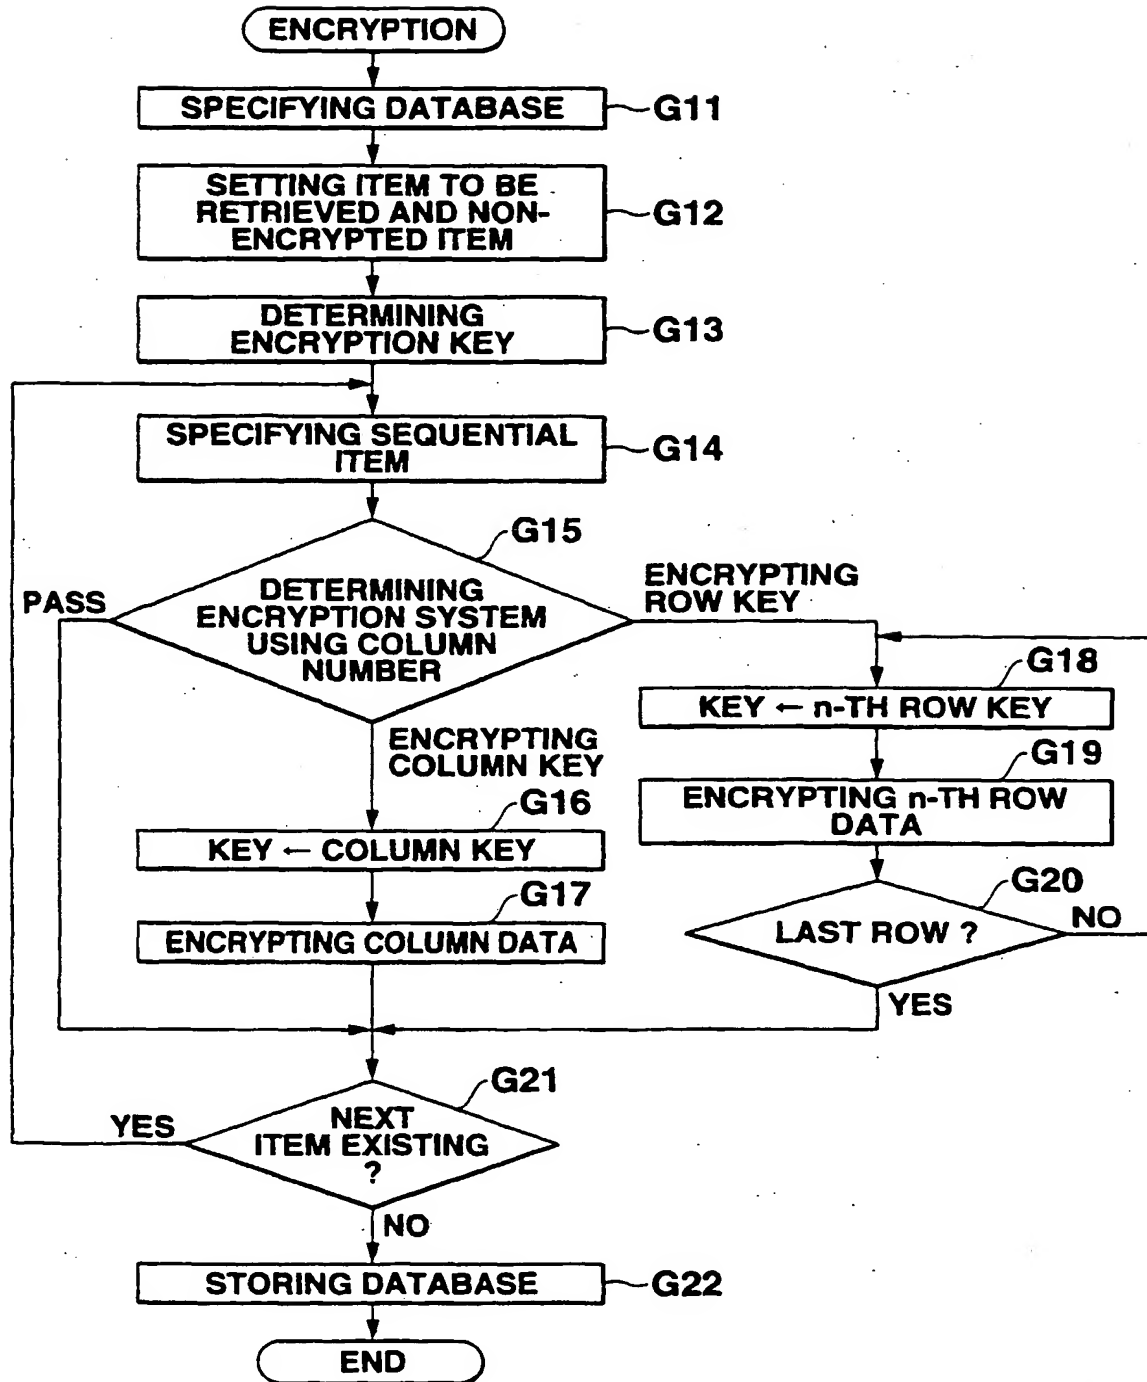 ENCRYPTION
SPECIFYING DATABASE
G11
SETTING ITEM TO BE
RETRIEVED AND NON-
ENCRYPTED ITEM
G12
DETERMINING
ENCRYPTION KEY
G13
SPECIFYING SEQUENTIAL
ITEM
G14
G15
DETERMINING
ENCRYPTION SYSTEM
USING COLUMN
NUMBER
PASS
ENCRYPTING
ROW KEY
ENCRYPTING
COLUMN KEY
G16
KEY ← COLUMN KEY
G17
ENCRYPTING COLUMN DATA
G18
KEY ← n-TH ROW KEY
G19
ENCRYPTING n-TH ROW
DATA
G20
LAST ROW ?
NO
YES
G21
NEXT
ITEM EXISTING
?
YES
NO
STORING DATABASE
G22
END